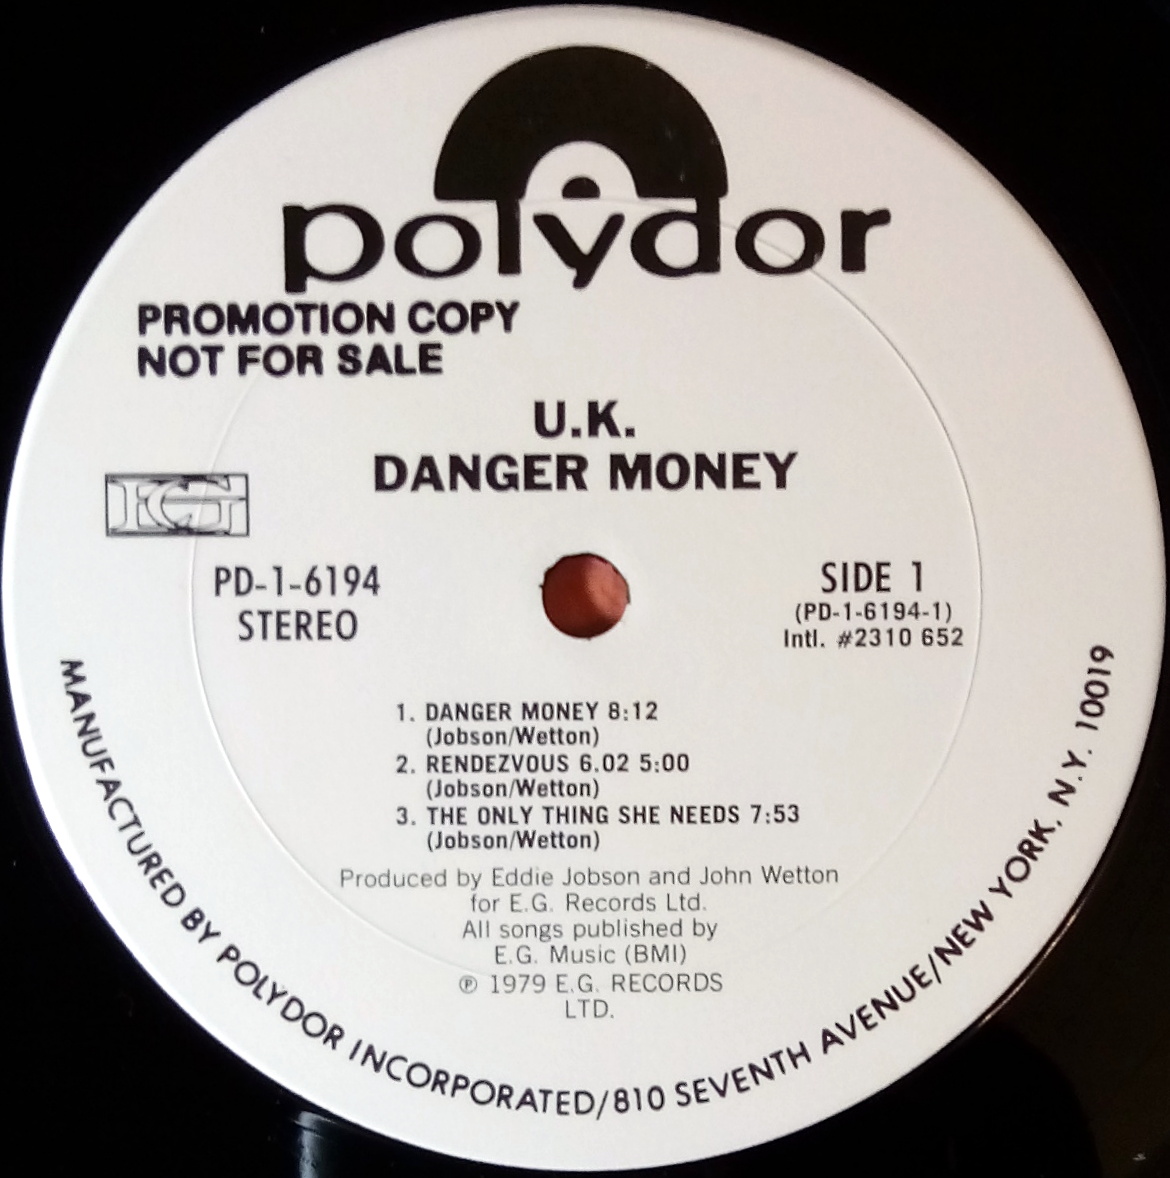 polydor
PROMOTION COPY
NOT FOR SALE
U.K.
DANGER MONEY
EG
PD-1-6194
STEREO
SIDE 1
(PD-1-6194-1)
Intl. #2310 652
1. DANGER MONEY 8:12
(Jobson/Wetton)
2. RENDEZVOUS 6.02 5:00
(Jobson/Wetton)
3. THE ONLY THING SHE NEEDS 7:53
(Jobson/Wetton)
Produced by Eddie Jobson and John Wetton
for E.G. Records Ltd.
All songs published by
E.G. Music (BMI)
℗ 1979 E.G. RECORDS
LTD.
MANUFACTURED BY POLYDOR INCORPORATED/810 SEVENTH AVENUE/NEW YORK, N.Y. 10019